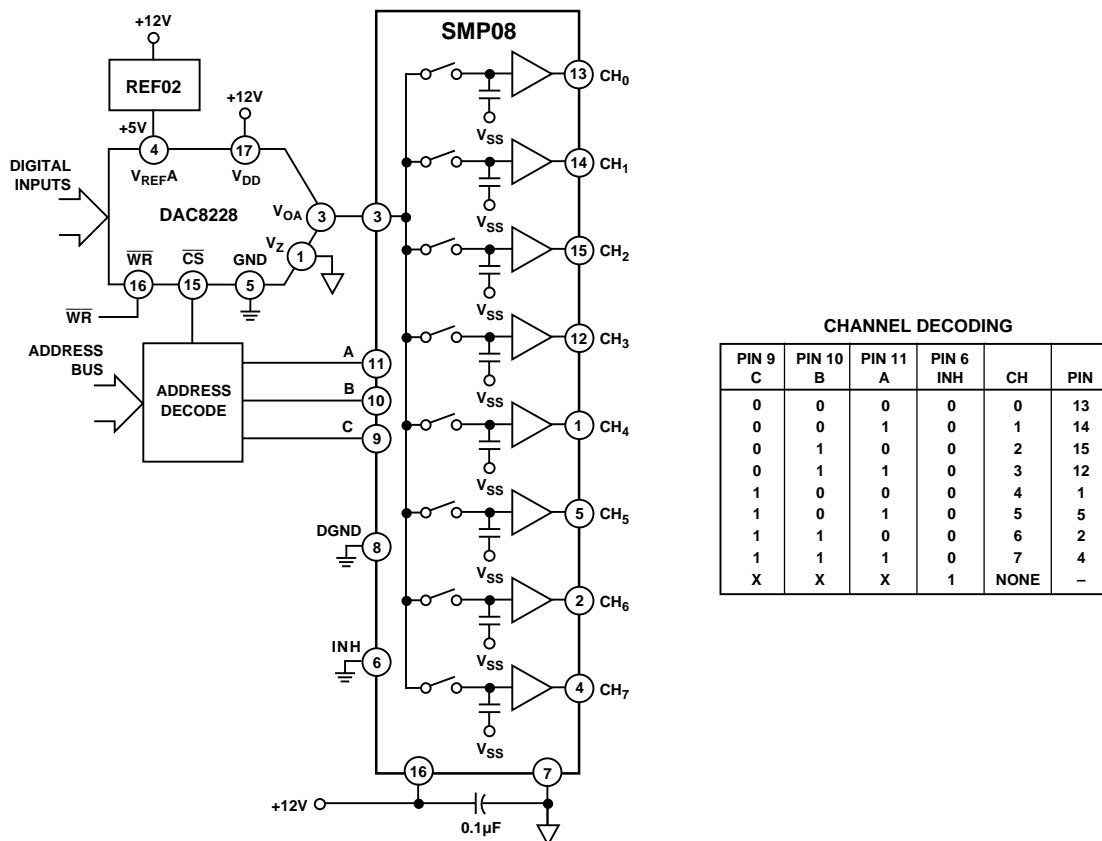 +12V
SMP08
REF02
+12V
+5V
4
17
DIGITAL
INPUTS
VREFA
VDD
DAC8228
VOA
3
3
VZ
1
WR
CS
GND
16
15
5
WR
ADDRESS
BUS
ADDRESS
DECODE
A
11
B
10
C
9
DGND
8
INH
6
13
CH0
VSS
14
CH1
VSS
15
CH2
VSS
12
CH3
VSS
1
CH4
VSS
5
CH5
VSS
2
CH6
VSS
4
CH7
VSS
16
7
+12V
0.1µF
CHANNEL DECODING
PIN 9 PIN 10 PIN 11 PIN 6
C B A INH CH PIN
0 0 0 0 0 13
0 0 1 0 1 14
0 1 0 0 2 15
0 1 1 0 3 12
1 0 0 0 4 1
1 0 1 0 5 5
1 1 0 0 6 2
1 1 1 0 7 4
X X X 1 NONE –